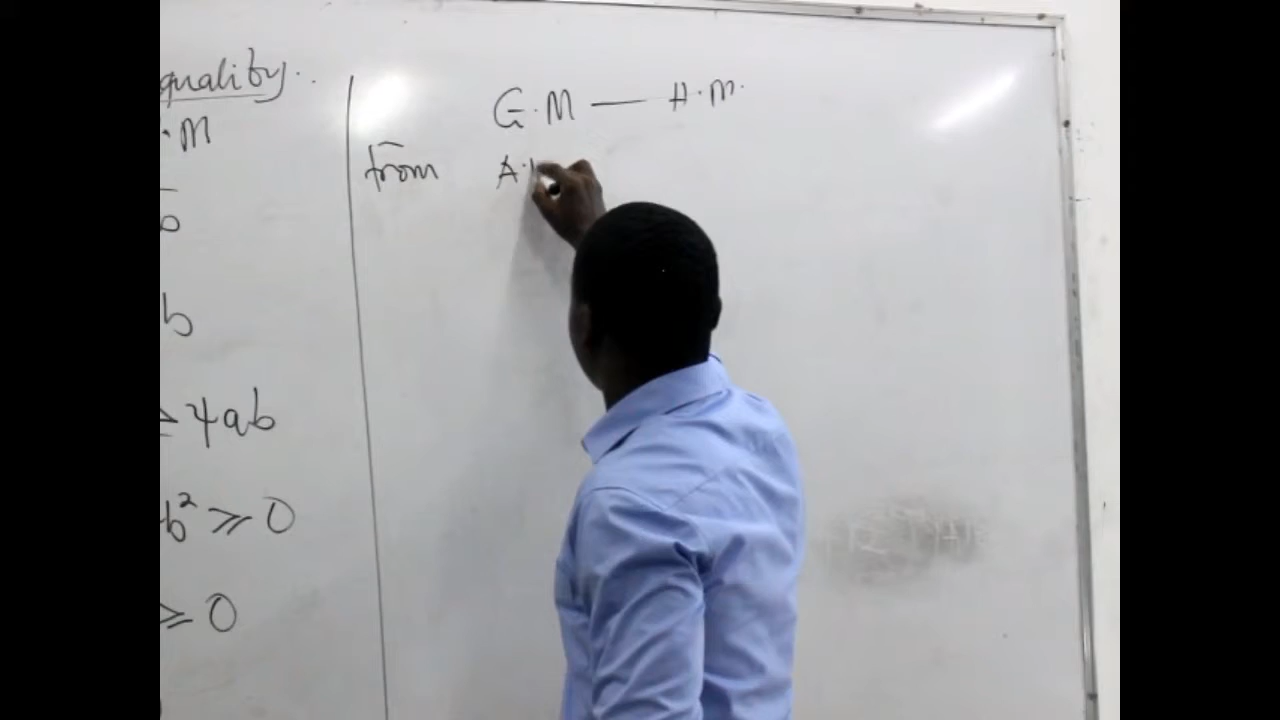 quality..
.M
b
≥ 4ab
b² ≥ 0
≥ 0
G.M — H.M.
from A.